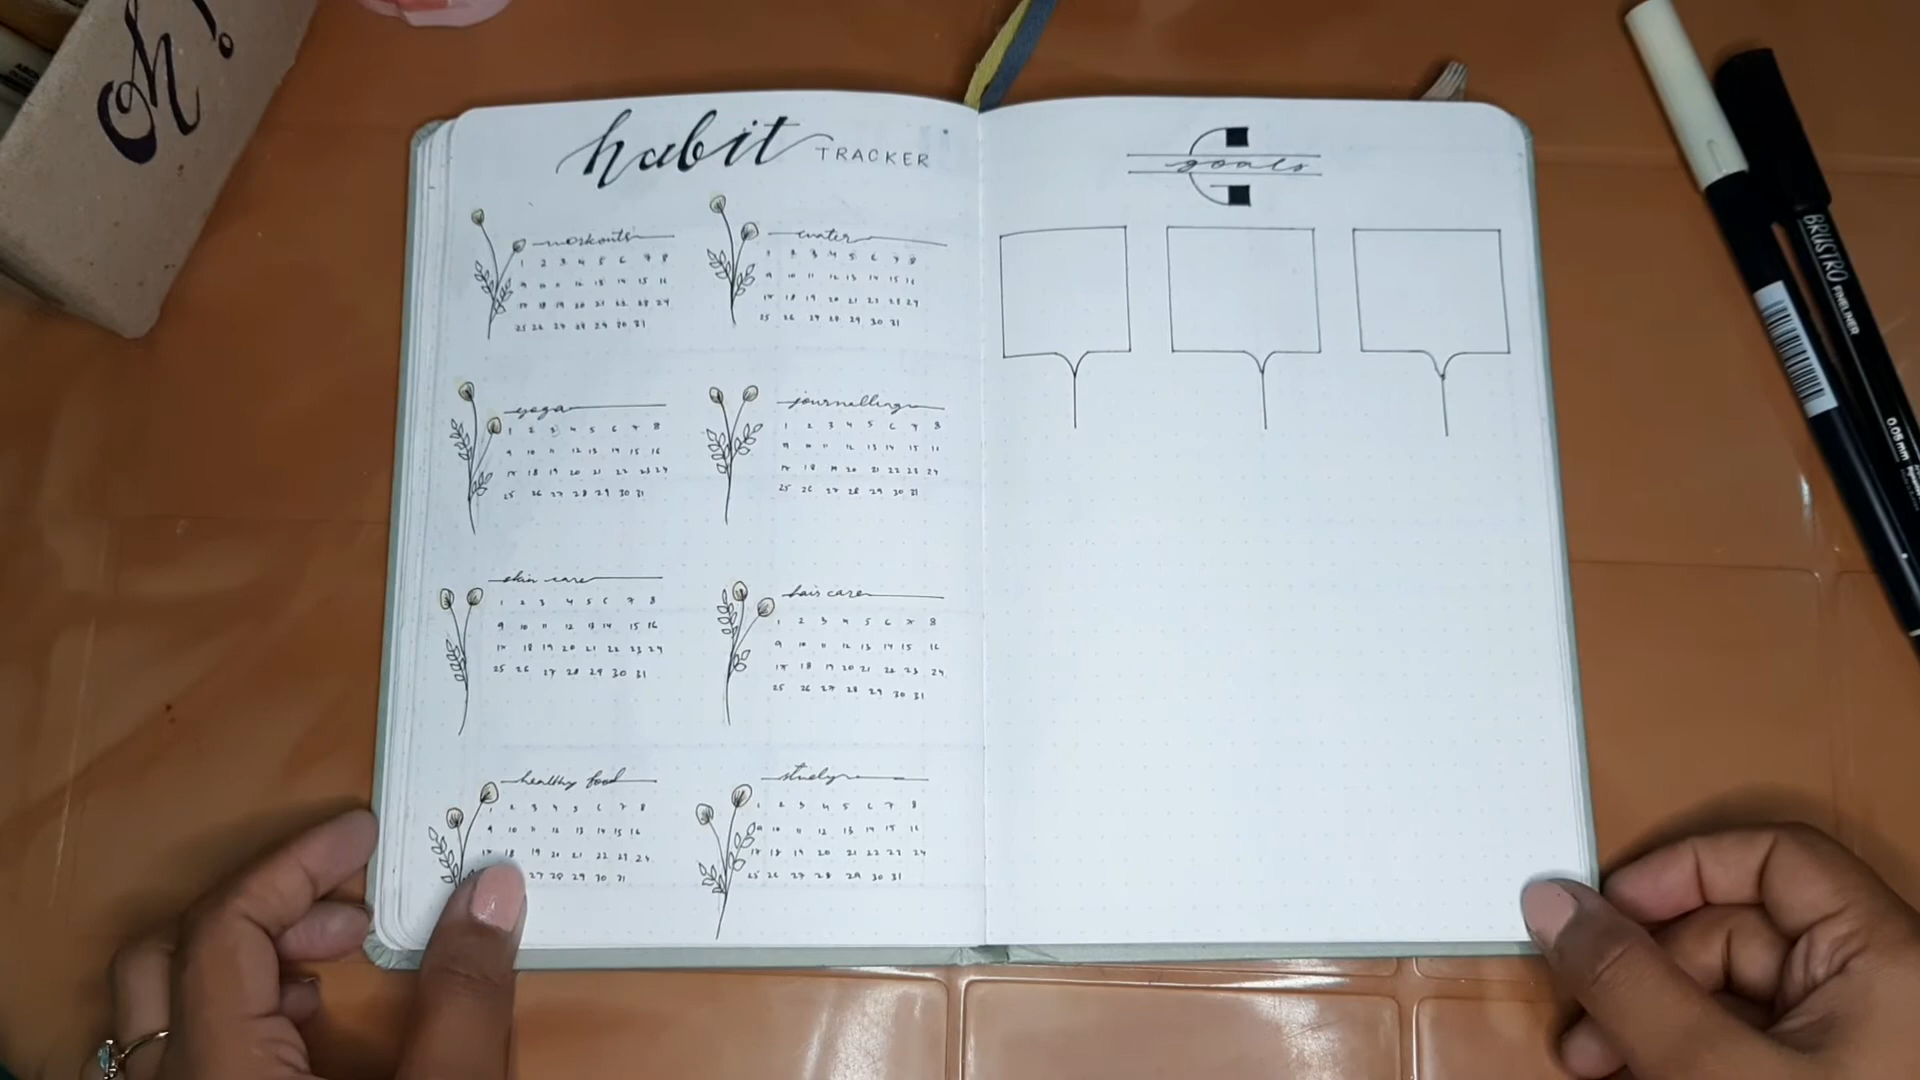 oh!
habit TRACKER
workouts
1 2 3 4 5 6 7 8
9 10 11 12 13 14 15 16
17 18 19 20 21 22 23 24
25 26 27 28 29 30 31
water
1 2 3 4 5 6 7 8
9 10 11 12 13 14 15 16
17 18 19 20 21 22 23 24
25 26 27 28 29 30 31
yoga
1 2 3 4 5 6 7 8
9 10 11 12 13 14 15 16
17 18 19 20 21 22 23 24
25 26 27 28 29 30 31
journalling
1 2 3 4 5 6 7 8
9 10 11 12 13 14 15 16
17 18 19 20 21 22 23 24
25 26 27 28 29 30 31
skin care
1 2 3 4 5 6 7 8
9 10 11 12 13 14 15 16
17 18 19 20 21 22 23 24
25 26 27 28 29 30 31
hair care
1 2 3 4 5 6 7 8
9 10 11 12 13 14 15 16
17 18 19 20 21 22 23 24
25 26 27 28 29 30 31
healthy food
1 2 3 4 5 6 7 8
9 10 11 12 13 14 15 16
17 18 19 20 21 22 23 24
27 28 29 30 31
study
1 2 3 4 5 6 7 8
9 10 11 12 13 14 15 16
17 18 19 20 21 22 23 24
25 26 27 28 29 30 31
goals
BRUSTRO FINELINER
0.05 mm